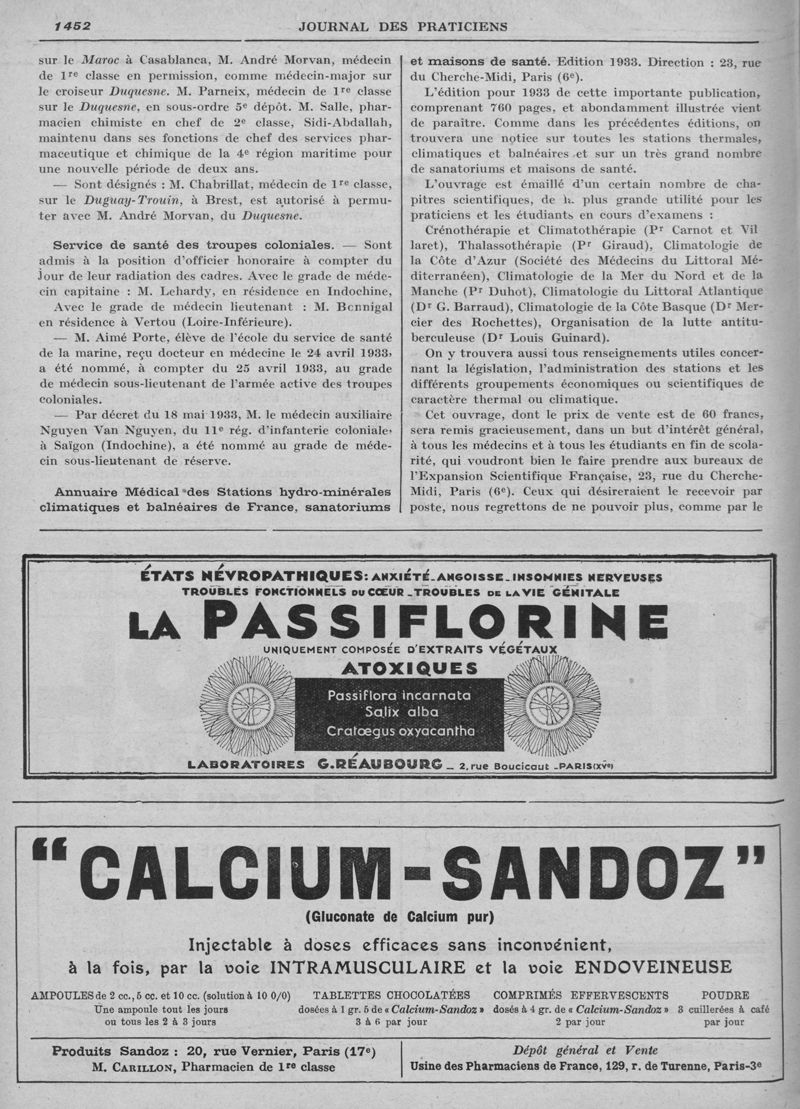 1452
JOURNAL DES PRATICIENS
sur le Maroc à Casablanca, M. André Morvan, médecin
de 1re classe en permission, comme médecin-major sur
le croiseur Duquesne. M. Parneix, médecin de 1re classe
sur le Duquesne, en sous-ordre 5e dépôt. M. Salle, phar-
macien chimiste en chef de 2e classe, Sidi-Abdallah,
maintenu dans ses fonctions de chef des services phar-
maceutique et chimique de la 4e région maritime pour
une nouvelle période de deux ans.
— Sont désignés : M. Chabrillat, médecin de 1re classe,
sur le Duguay-Trouin, à Brest, est autorisé à permu-
ter avec M. André Morvan, du Duquesne.
Service de santé des troupes coloniales. — Sont
admis à la position d'officier honoraire à compter du
jour de leur radiation des cadres. Avec le grade de méde-
cin capitaine : M. Lehardy, en résidence en Indochine,
Avec le grade de médecin lieutenant : M. Bennigal
en résidence à Vertou (Loire-Inférieure).
— M. Aimé Porte, élève de l'école du service de santé
de la marine, reçu docteur en médecine le 24 avril 1933,
a été nommé, à compter du 25 avril 1933, au grade
de médecin sous-lieutenant de l'armée active des troupes
coloniales.
— Par décret du 18 mai 1933, M. le médecin auxiliaire
Nguyen Van Nguyen, du 11e rég. d'infanterie coloniale,
à Saïgon (Indochine), a été nommé au grade de méde-
cin sous-lieutenant de réserve.
Annuaire Médical des Stations hydro-minérales
climatiques et balnéaires de France, sanatoriums
et maisons de santé. Edition 1933. Direction : 23, rue
du Cherche-Midi, Paris (6e).
L'édition pour 1933 de cette importante publication,
comprenant 760 pages, et abondamment illustrée vient
de paraître. Comme dans les précédentes éditions, on
trouvera une notice sur toutes les stations thermales,
climatiques et balnéaires et sur un très grand nombre
de sanatoriums et maisons de santé.
L'ouvrage est émaillé d'un certain nombre de cha-
pitres scientifiques, de la plus grande utilité pour les
praticiens et les étudiants en cours d'examens :
Crénothérapie et Climatothérapie (Pr Carnot et Vil
laret), Thalassothérapie (Pr Giraud), Climatologie de
la Côte d'Azur (Société des Médecins du Littoral Mé-
diterranéen), Climatologie de la Mer du Nord et de la
Manche (Pr Duhot), Climatologie du Littoral Atlantique
(Dr G. Barraud), Climatologie de la Côte Basque (Dr Mer-
cier des Rochettes), Organisation de la lutte antitu-
berculeuse (Dr Louis Guinard).
On y trouvera aussi tous renseignements utiles concer-
nant la législation, l'administration des stations et les
différents groupements économiques ou scientifiques de
caractère thermal ou climatique.
Cet ouvrage, dont le prix de vente est de 60 francs,
sera remis gracieusement, dans un but d'intérêt général,
à tous les médecins et à tous les étudiants en fin de scola-
rité, qui voudront bien le faire prendre aux bureaux de
l'Expansion Scientifique Française, 23, rue du Cherche-
Midi, Paris (6e). Ceux qui désireraient le recevoir par
poste, nous regrettons de ne pouvoir plus, comme par le
ÉTATS NÉVROPATHIQUES: ANXIÉTÉ_ANGOISSE_INSOMNIES NERVEUSES
TROUBLES FONCTIONNELS DU CŒUR_TROUBLES DE LA VIE GÉNITALE
LA PASSIFLORINE
UNIQUEMENT COMPOSÉE D'EXTRAITS VÉGÉTAUX
ATOXIQUES
Passiflora incarnata
Salix alba
Cratœgus oxyacantha
LABORATOIRES G.RÉAUBOURG _ 2, rue Boucicaut _PARIS (XVe)
"CALCIUM-SANDOZ"
(Gluconate de Calcium pur)
Injectable à doses efficaces sans inconvénient,
à la fois, par la voie INTRAMUSCULAIRE et la voie ENDOVEINEUSE
AMPOULES de 2 cc., 5 cc. et 10 cc. (solution à 10 0/0)
Une ampoule tout les jours
ou tous les 2 à 3 jours
TABLETTES CHOCOLATÉES
dosées à 1 gr. 5 de « Calcium-Sandoz »
3 à 6 par jour
COMPRIMÉS EFFERVESCENTS
dosés à 4 gr. de « Calcium-Sandoz »
2 par jour
POUDRE
3 cuillerées à café
par jour
Produits Sandoz : 20, rue Vernier, Paris (17e)
M. CARILLON, Pharmacien de 1re classe
Dépôt général et Vente
Usine des Pharmaciens de France, 129, r. de Turenne, Paris-3e